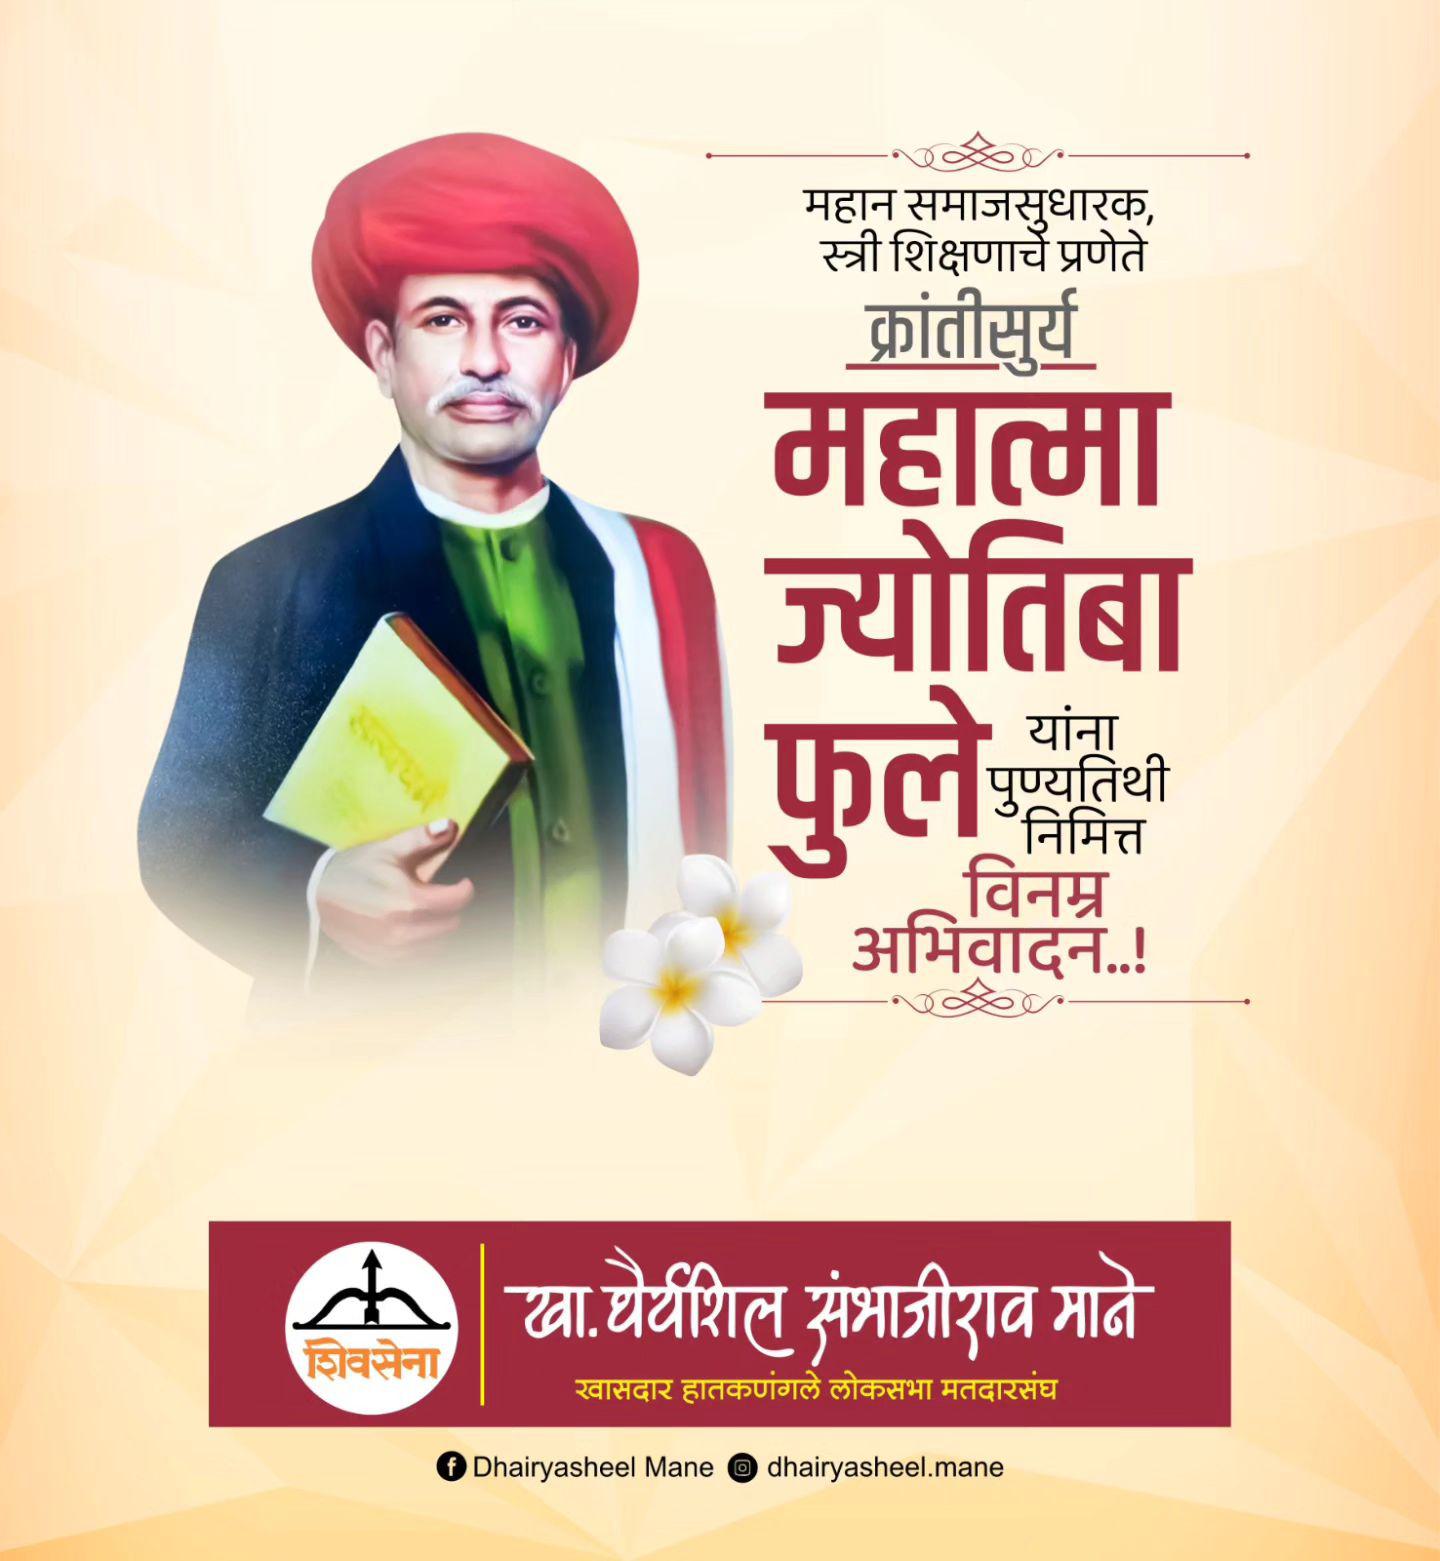 महान समाजसुधारक,
स्त्री शिक्षणाचे प्रणेते
क्रांतीसुर्य
महात्मा
ज्योतिबा
फुले
यांना
पुण्यतिथी
निमित्त
विनम्र
अभिवादन..!
शिवसेना
खा. धैर्यशिल संभाजीराव माने
खासदार हातकणंगले लोकसभा मतदारसंघ
Dhairyasheel Mane dhairyasheel.mane